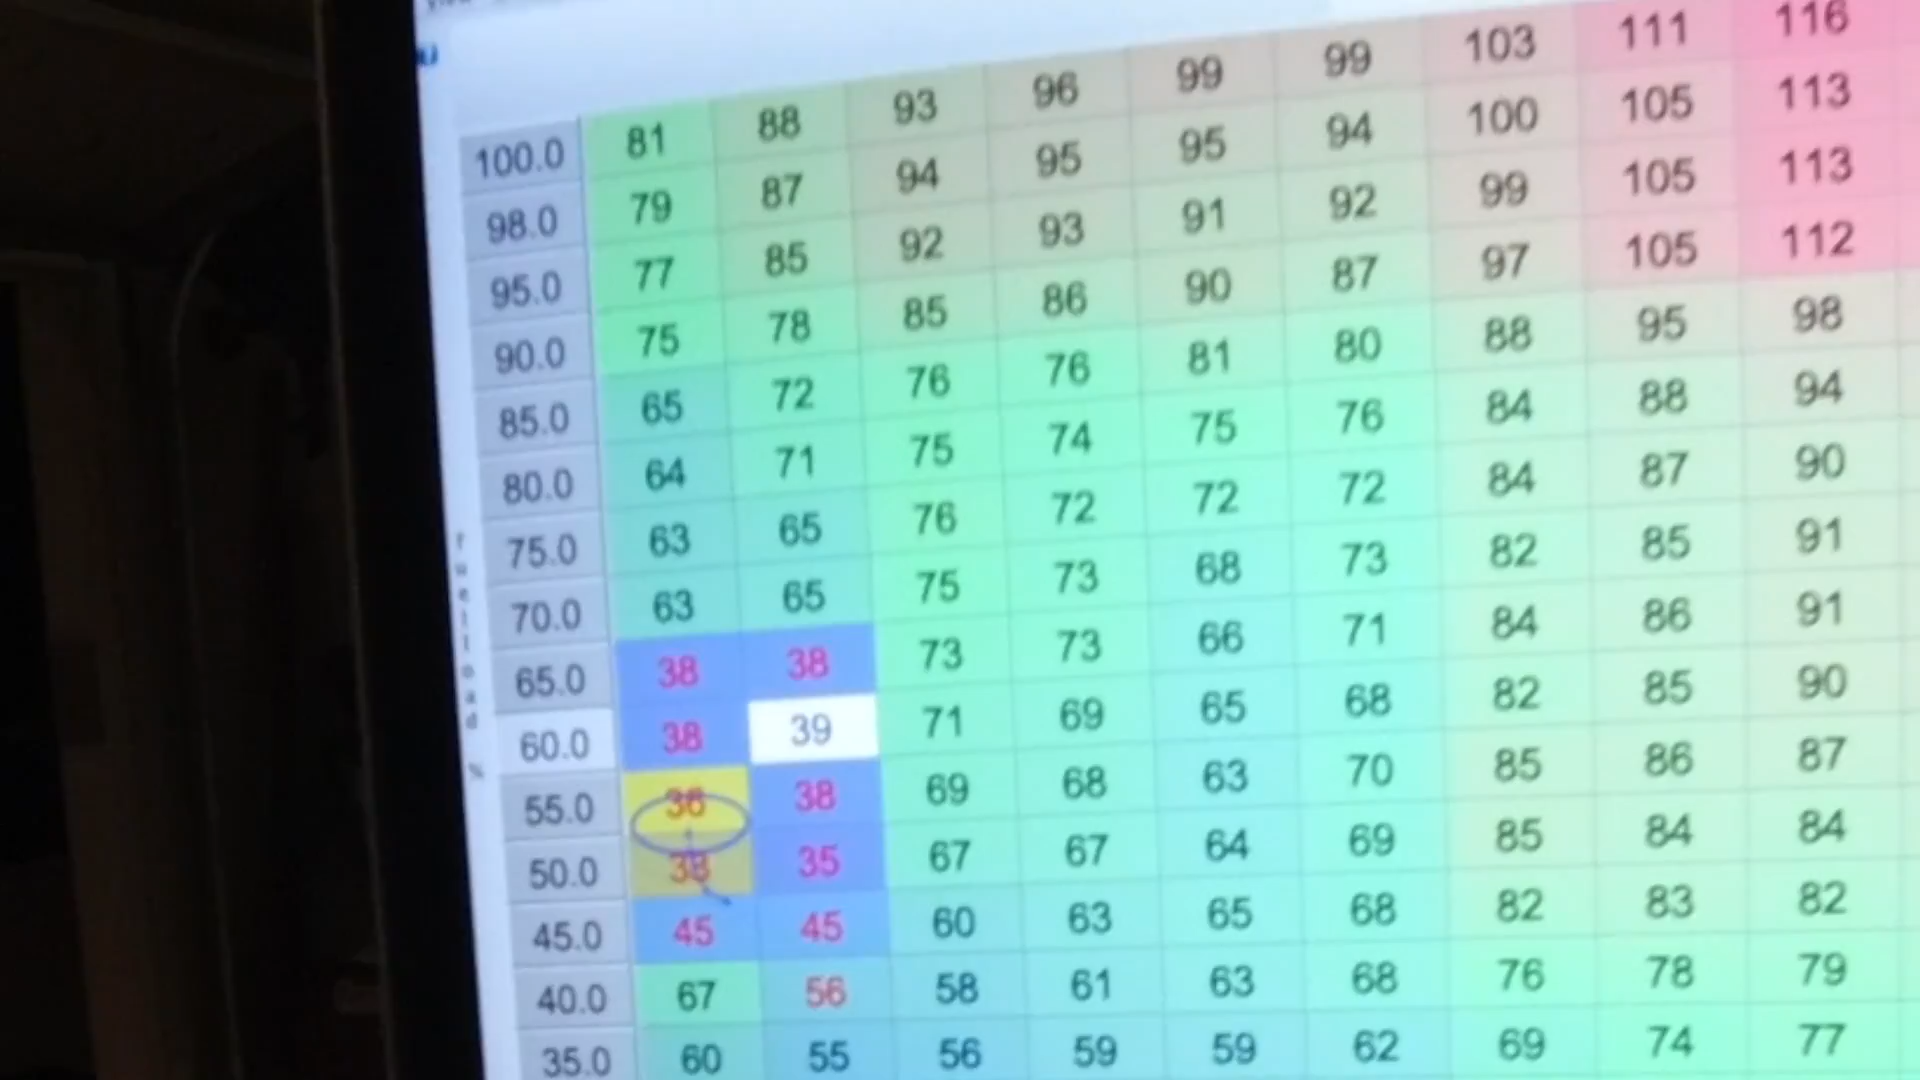 100.0 81 88 93 96 99 99 103 111 116
98.0 79 87 94 95 95 94 100 105 113
95.0 77 85 92 93 91 92 99 105 113
90.0 75 78 85 86 90 87 97 105 112
85.0 65 72 76 76 81 80 88 95 98
80.0 64 71 75 74 75 76 84 88 94
75.0 63 65 76 72 72 72 84 87 90
70.0 63 65 75 73 68 73 82 85 91
65.0 38 38 73 73 66 71 84 86 91
60.0 38 39 71 69 65 68 82 85 90
55.0 36 38 69 68 63 70 85 86 87
50.0 38 35 67 67 64 69 85 84 84
45.0 45 45 60 63 65 68 82 83 82
40.0 67 56 58 61 63 68 76 78 79
35.0 60 55 56 59 59 62 69 74 77
fuelload %